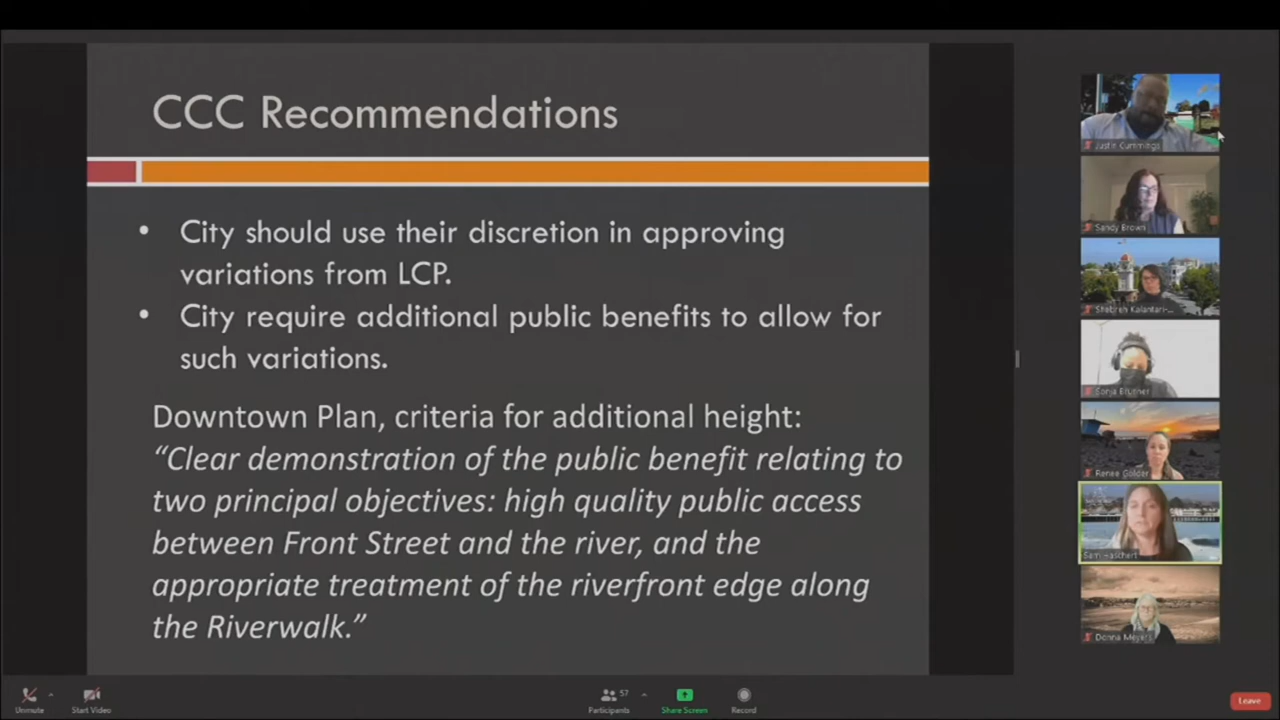 CCC Recommendations
• City should use their discretion in approving
variations from LCP.
• City require additional public benefits to allow for
such variations.
Downtown Plan, criteria for additional height:
“Clear demonstration of the public benefit relating to
two principal objectives: high quality public access
between Front Street and the river, and the
appropriate treatment of the riverfront edge along
the Riverwalk.”
Justin Cummings
Sandy Brown
Shebreh Kalantari-...
Sonja Brunner
Renee Golder
Donna Meyers
Unmute
Start Video
57
Participants
Share Screen
Record
Leave